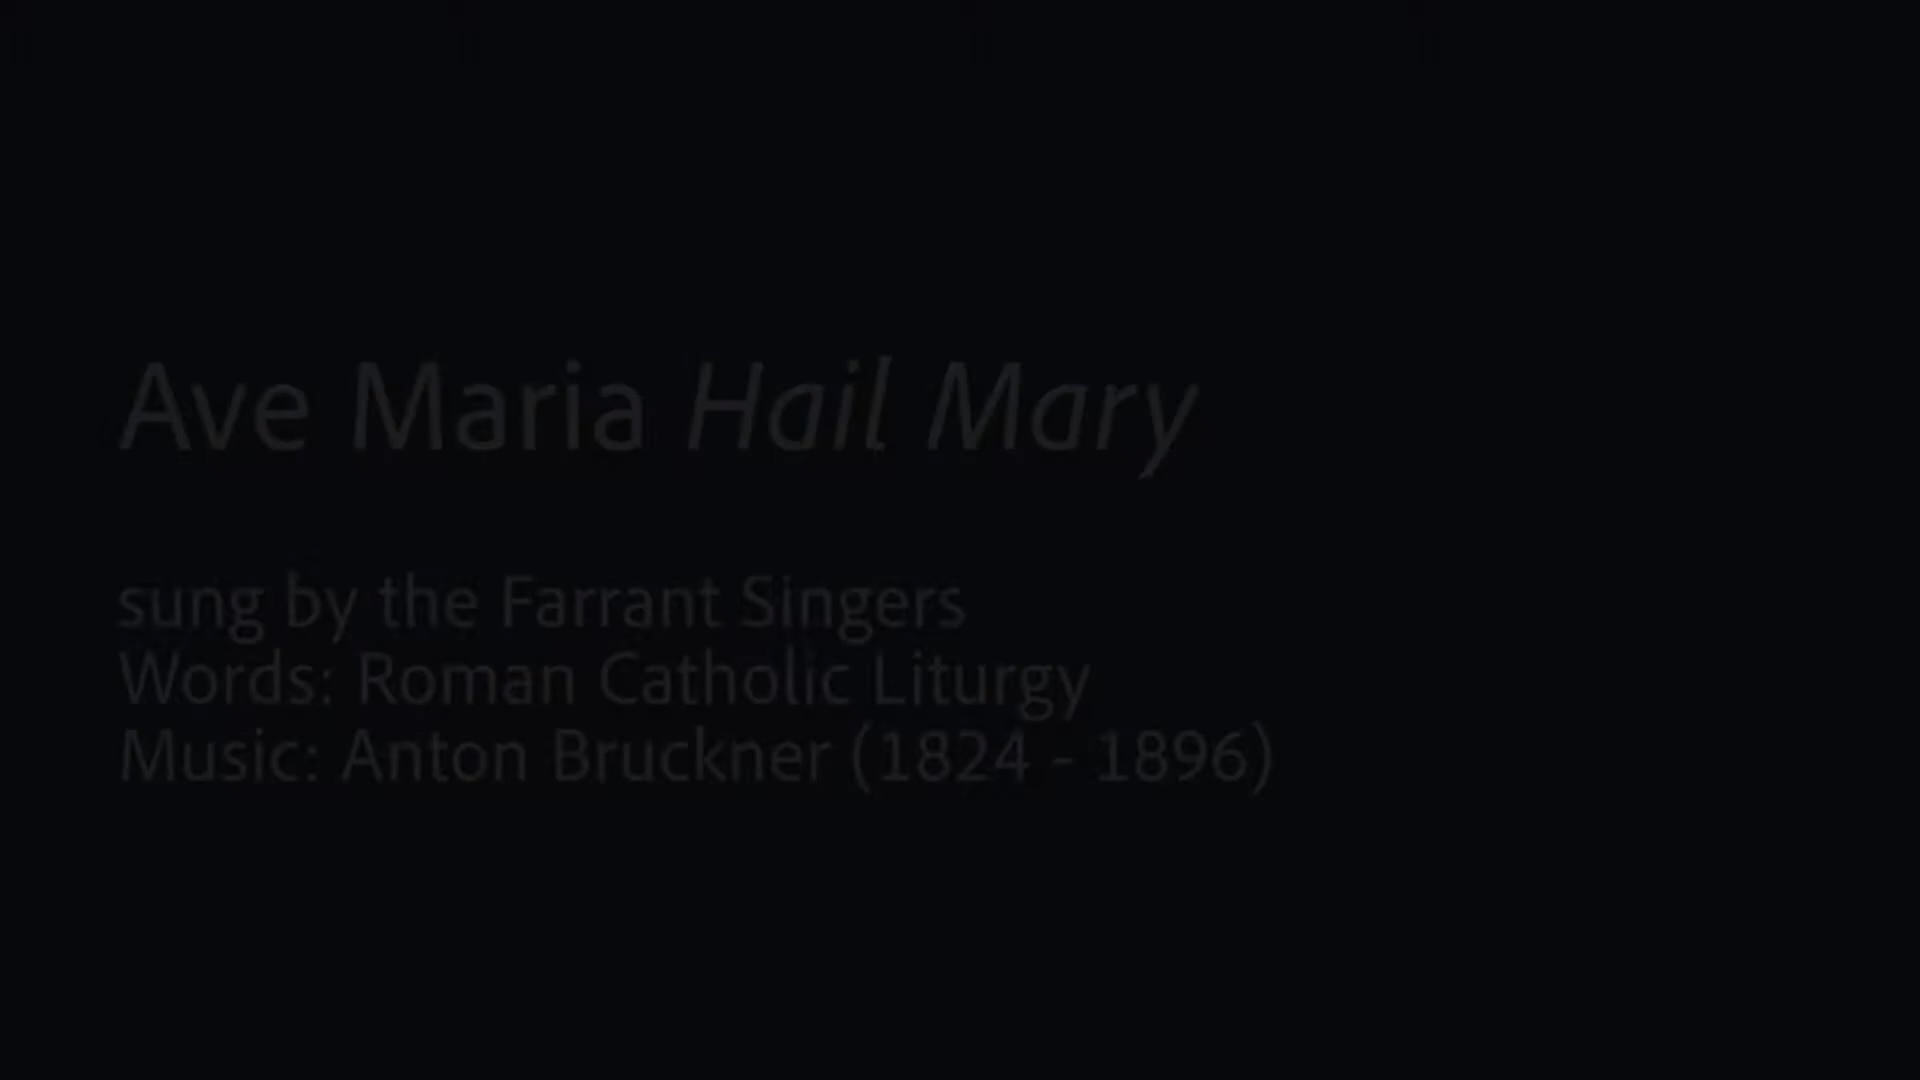 Ave Maria Hail Mary
sung by the Farrant Singers
Words: Roman Catholic Liturgy
Music: Anton Bruckner (1824 - 1896)